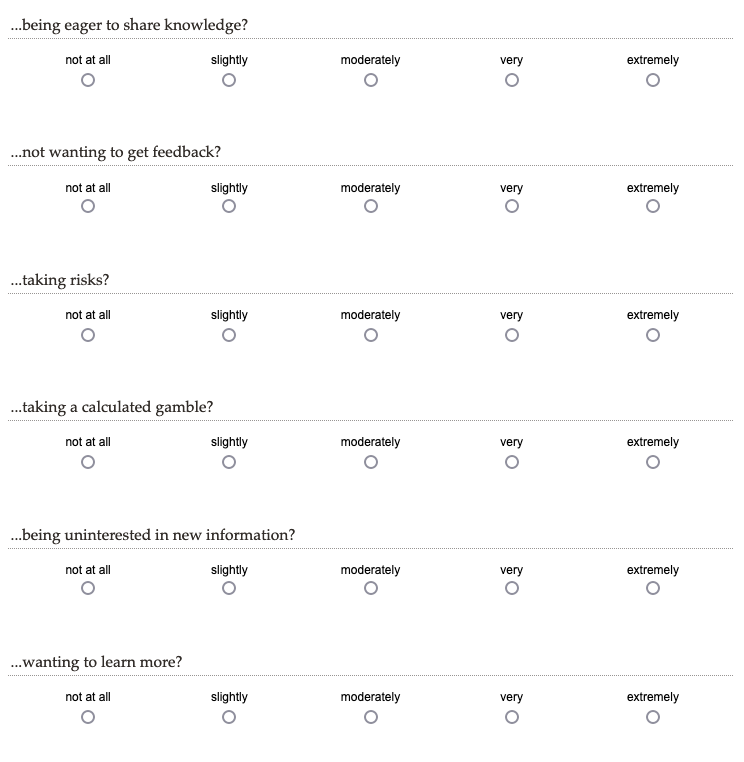 ...being eager to share knowledge?
not at all slightly moderately very extremely
...not wanting to get feedback?
not at all slightly moderately very extremely
...taking risks?
not at all slightly moderately very extremely
...taking a calculated gamble?
not at all slightly moderately very extremely
...being uninterested in new information?
not at all slightly moderately very extremely
...wanting to learn more?
not at all slightly moderately very extremely